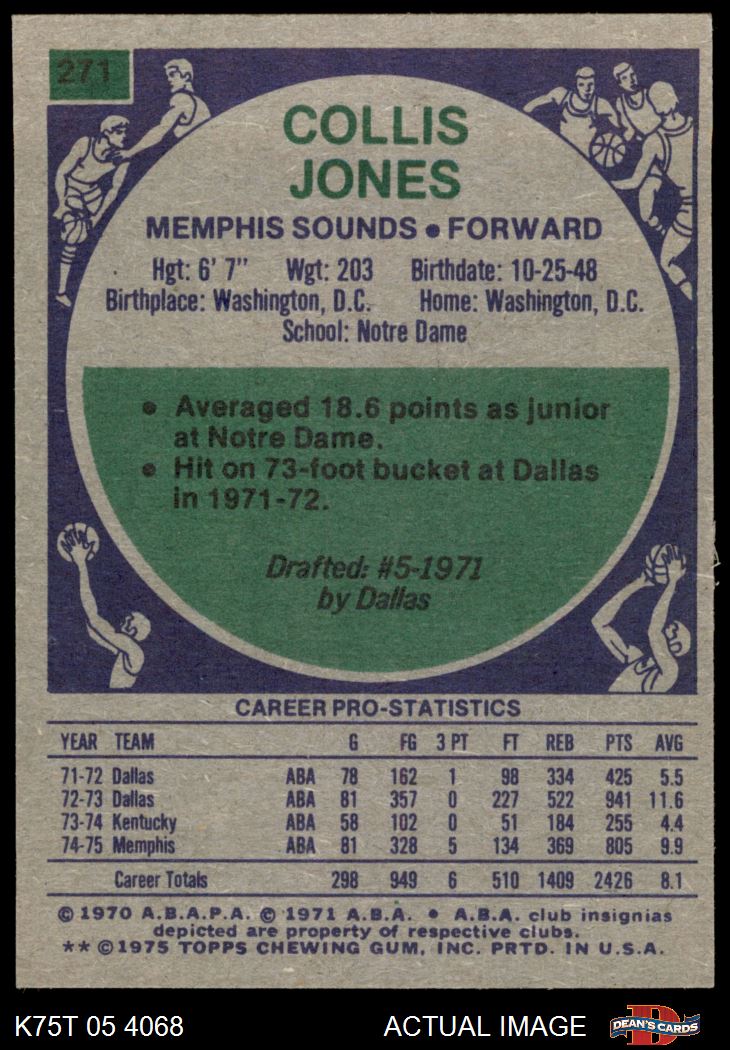 271
COLLIS
JONES
MEMPHIS SOUNDS • FORWARD
Hgt: 6' 7" Wgt: 203 Birthdate: 10-25-48
Birthplace: Washington, D.C. Home: Washington, D.C.
School: Notre Dame
• Averaged 18.6 points as junior
at Notre Dame.
• Hit on 73-foot bucket at Dallas
in 1971-72.
Drafted: #5-1971
by Dallas
CAREER PRO-STATISTICS
YEAR TEAM G FG 3 PT FT REB PTS AVG
71-72 Dallas ABA 78 162 1 98 334 425 5.5
72-73 Dallas ABA 81 357 0 227 522 941 11.6
73-74 Kentucky ABA 58 102 0 51 184 255 4.4
74-75 Memphis ABA 81 328 5 134 369 805 9.9
Career Totals 298 949 6 510 1409 2426 8.1
© 1970 A.B.A.P.A. © 1971 A.B.A. • A.B.A. club insignias
depicted are property of respective clubs.
** © 1975 TOPPS CHEWING GUM, INC. PRTD. IN U.S.A.
K75T 05 4068 ACTUAL IMAGE D DEAN'S CARDS